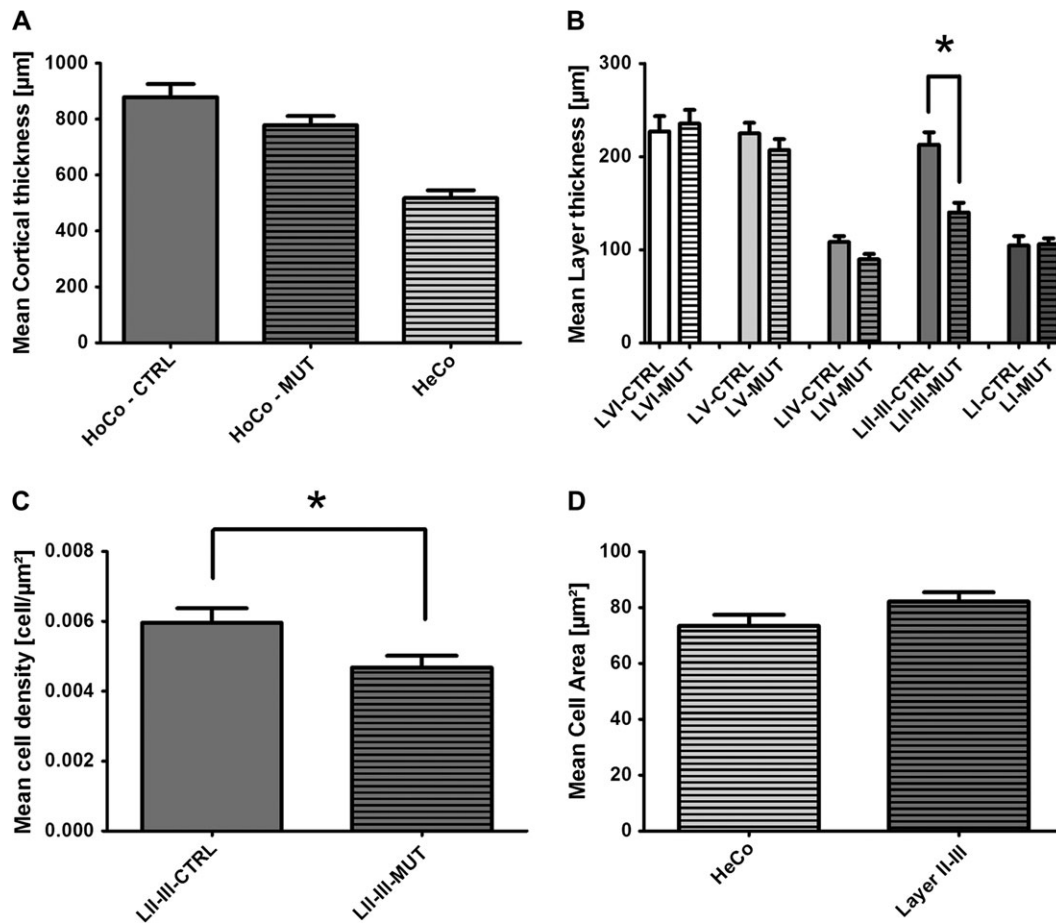 A
Mean Cortical thickness [µm]
1000
800
600
400
200
0
HoCo - CTRL
HoCo - MUT
HeCo
B
*
Mean Layer thickness [µm]
300
200
100
0
LVI-CTRL
LVI-MUT
LV-CTRL
LV-MUT
LIV-CTRL
LIV-MUT
LII-III-CTRL
LII-III-MUT
LI-CTRL
LI-MUT
C
*
Mean cell density [cell/µm²]
0.008
0.006
0.004
0.002
0.000
LII-III-CTRL
LII-III-MUT
D
Mean Cell Area [µm²]
100
80
60
40
20
0
HeCo
Layer II-III